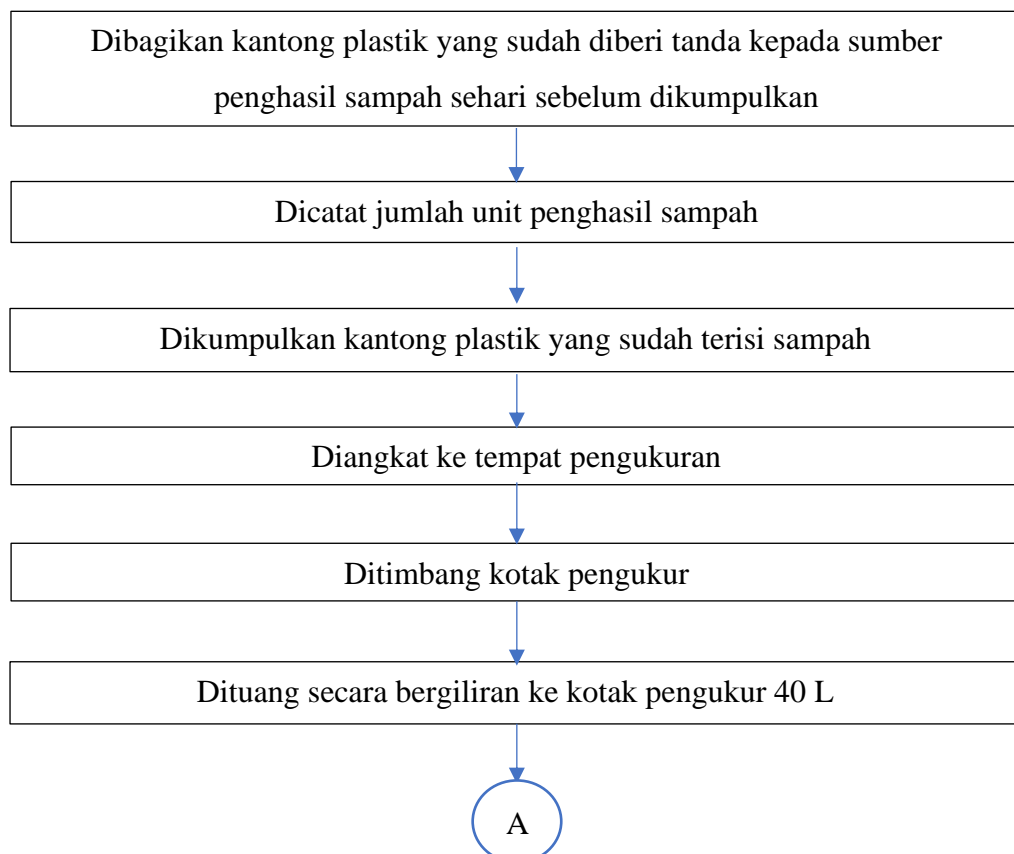 Dibagikan kantong plastik yang sudah diberi tanda kepada sumber
penghasil sampah sehari sebelum dikumpulkan
Dicatat jumlah unit penghasil sampah
Dikumpulkan kantong plastik yang sudah terisi sampah
Diangkat ke tempat pengukuran
Ditimbang kotak pengukur
Dituang secara bergiliran ke kotak pengukur 40 L
A